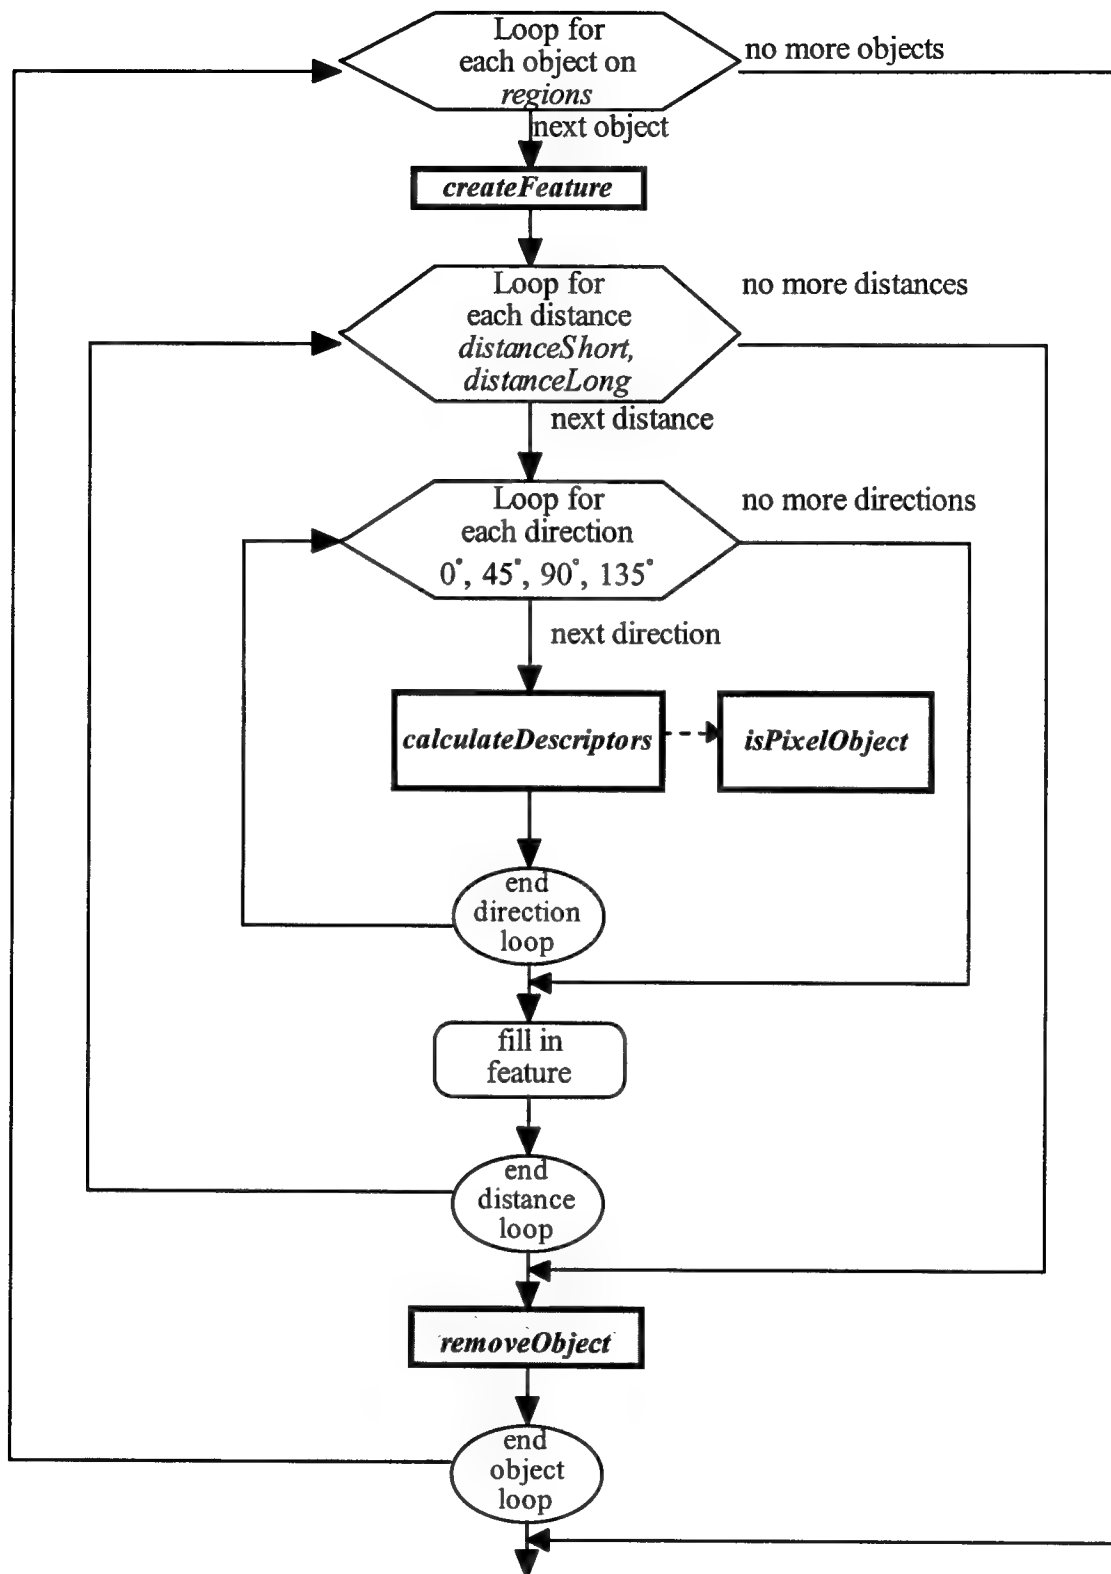 Loop for
each object on
regions
no more objects
next object
createFeature
Loop for
each distance
distanceShort,
distanceLong
no more distances
next distance
Loop for
each direction
0°, 45°, 90°, 135°
no more directions
next direction
calculateDescriptors
isPixelObject
end
direction
loop
fill in
feature
end
distance
loop
removeObject
end
object
loop